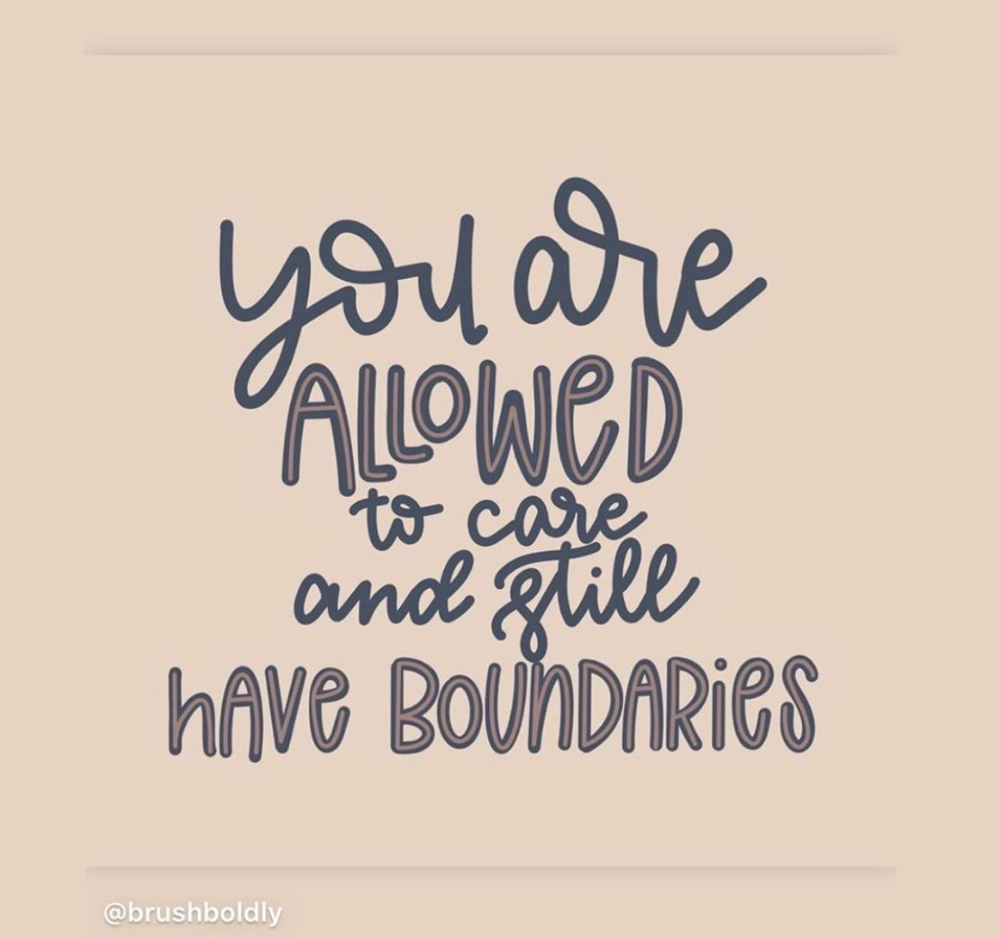 you are
ALLOWeD
to care
and still
hAVe BOUnDARieS
@brushboldly